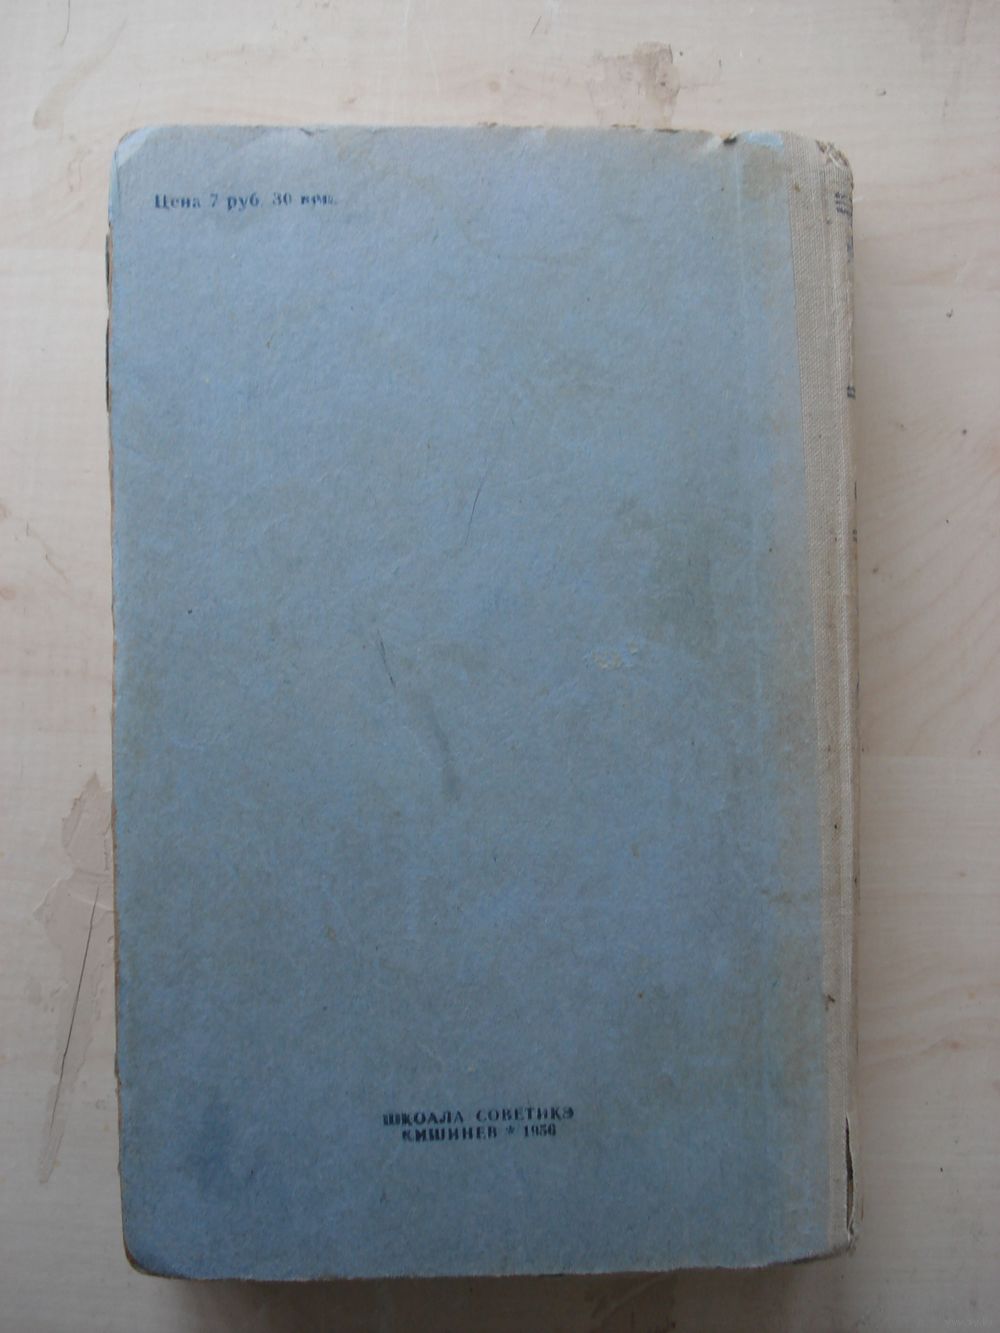 Цена 7 руб. 30 коп.
ШКОАЛА СОВЕТИКЭ
КИШИНЕВ * 1956